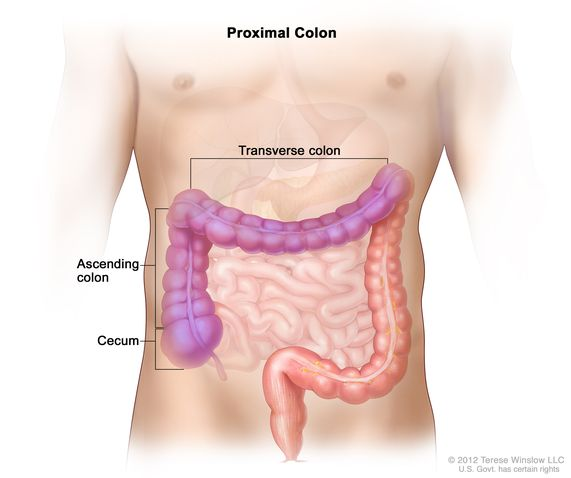 Proximal Colon
Transverse colon
Ascending
colon
Cecum
© 2012 Terese Winslow LLC
U.S. Govt. has certain rights